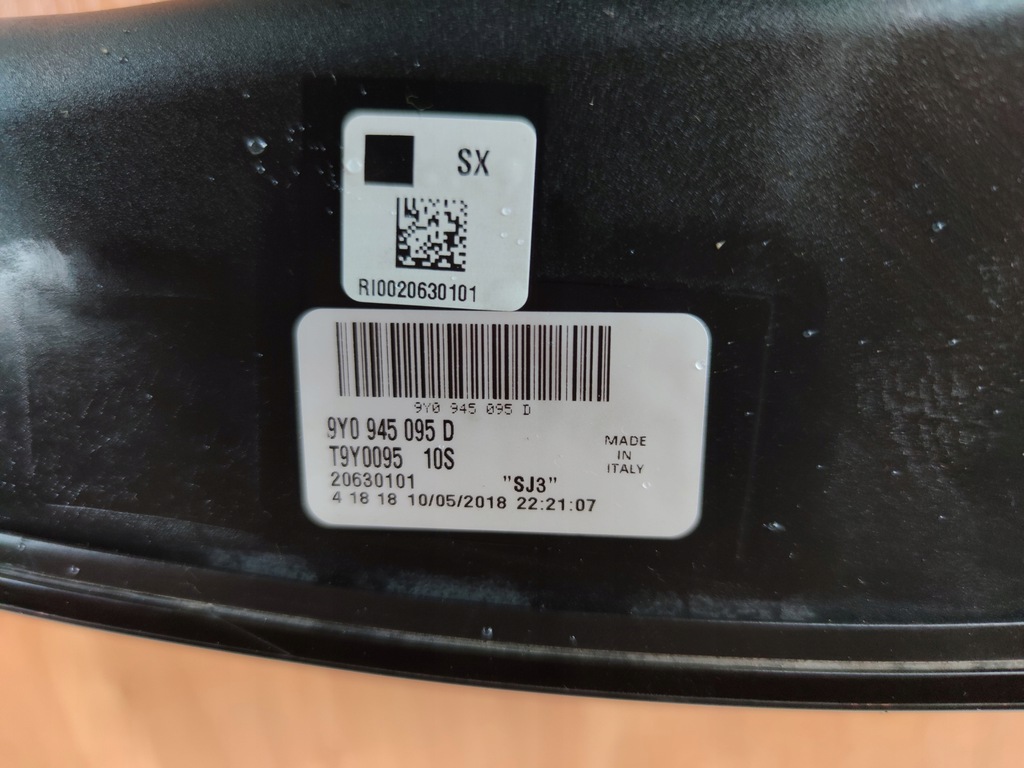 SX
RI0020630101
9Y0 945 095 D
9Y0 945 095 D
T9Y0095 10S
20630101 "SJ3"
4 18 18 10/05/2018 22:21:07
MADE
IN
ITALY